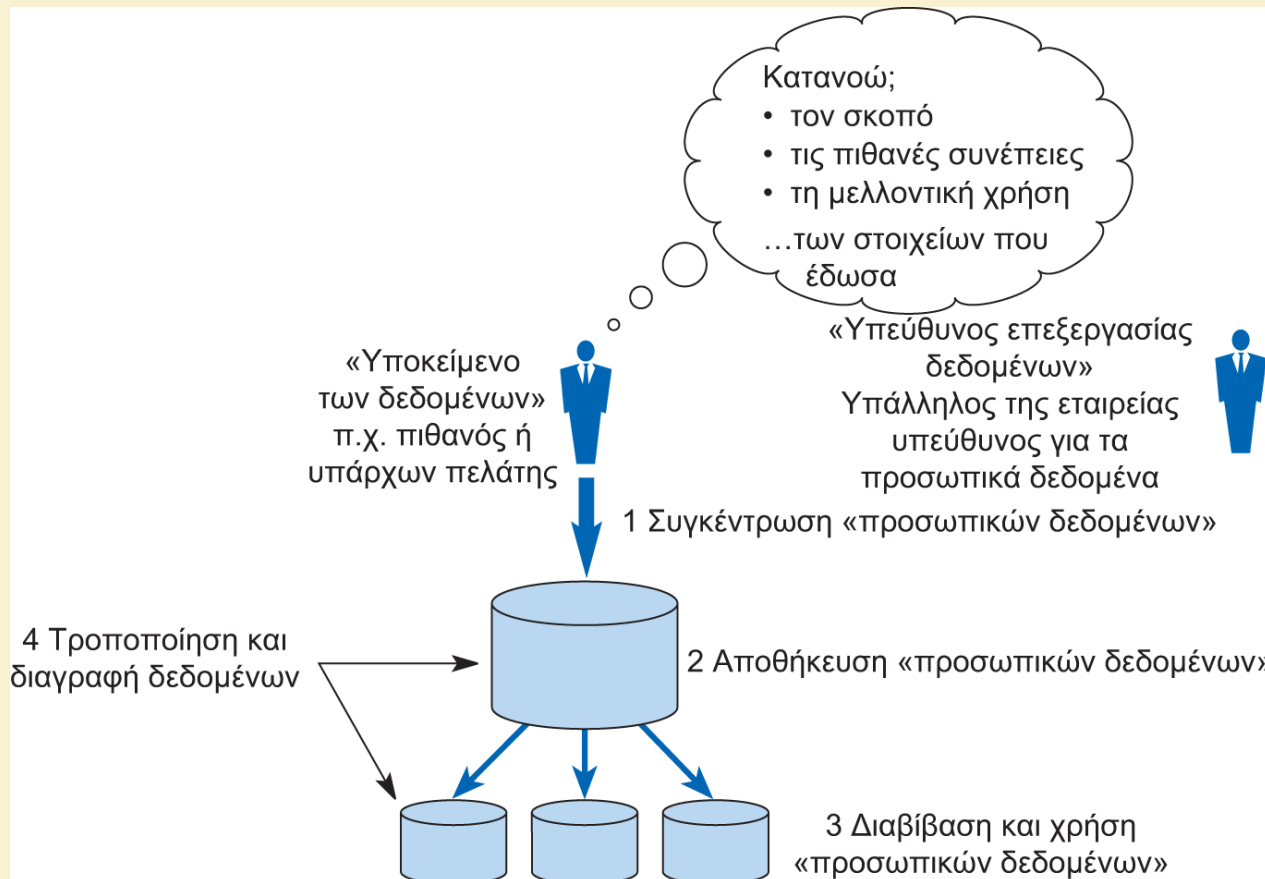 Κατανοώ;
• τον σκοπό
• τις πιθανές συνέπειες
• τη μελλοντική χρήση
…των στοιχείων που
έδωσα
«Υποκείμενο
των δεδομένων»
π.χ. πιθανός ή
υπάρχων πελάτης
«Υπεύθυνος επεξεργασίας
δεδομένων»
Υπάλληλος της εταιρείας
υπεύθυνος για τα
προσωπικά δεδομένα
1 Συγκέντρωση «προσωπικών δεδομένων»
4 Τροποποίηση και
διαγραφή δεδομένων
2 Αποθήκευση «προσωπικών δεδομένων»
3 Διαβίβαση και χρήση
«προσωπικών δεδομένων»